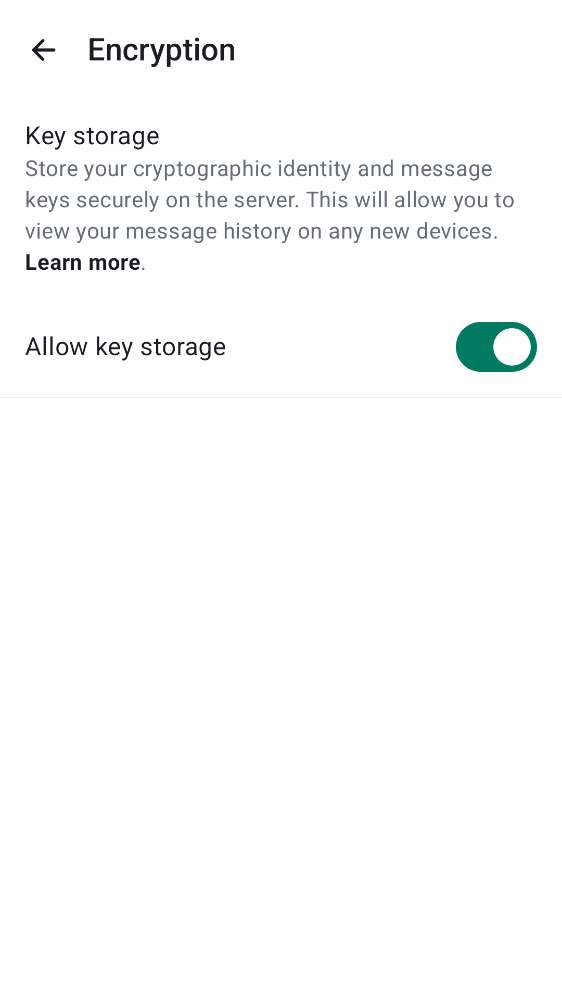 Encryption
Key storage
Store your cryptographic identity and message
keys securely on the server. This will allow you to
view your message history on any new devices.
Learn more.
Allow key storage